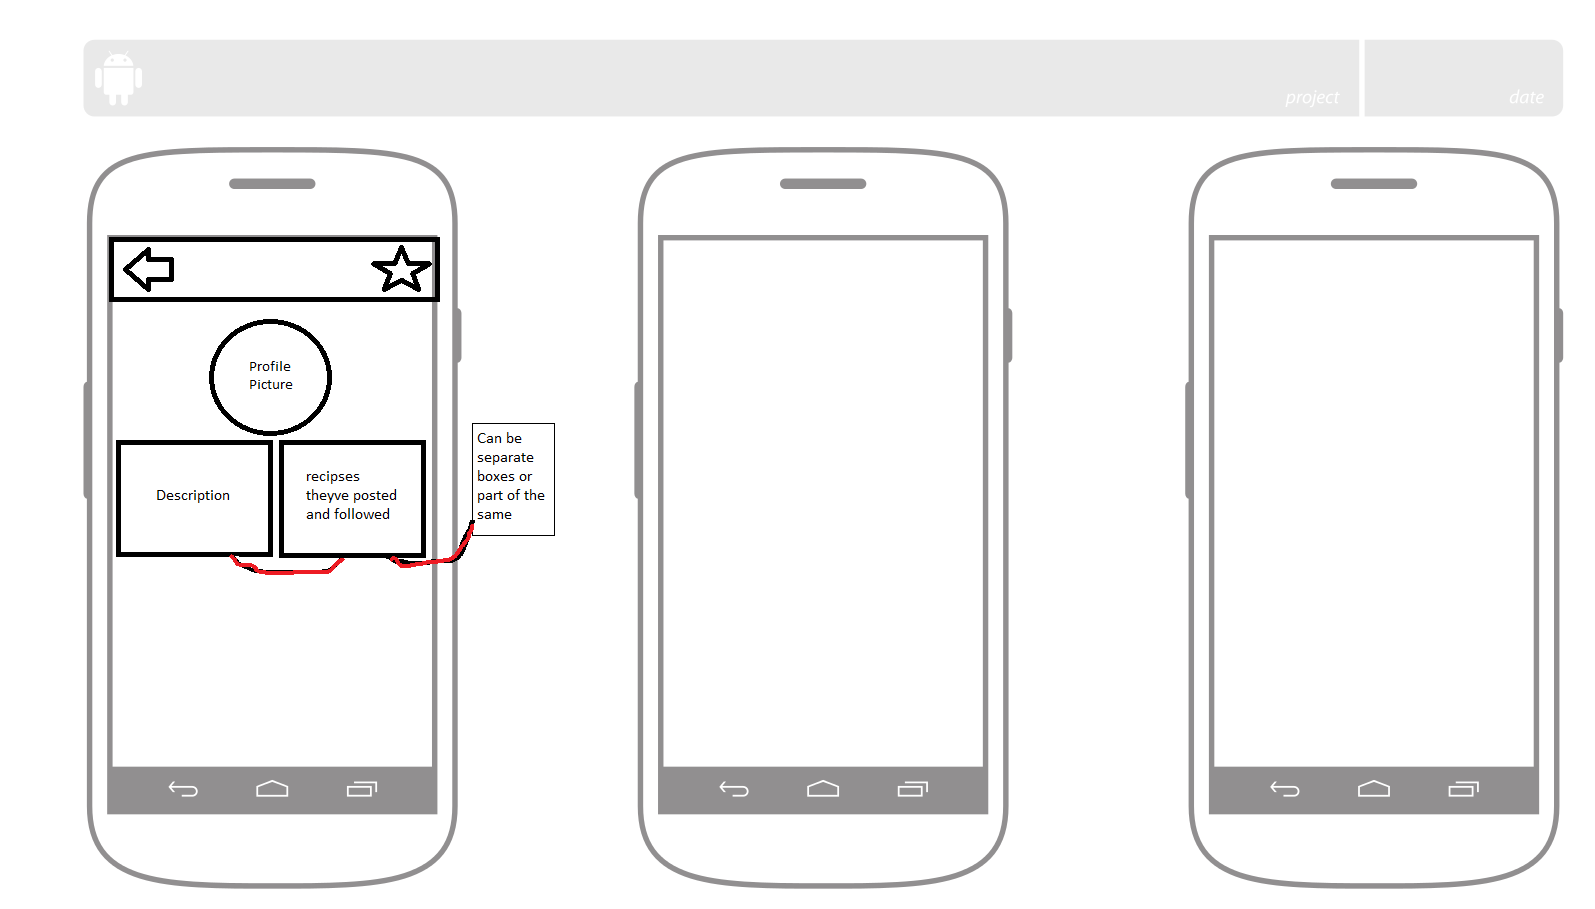 project
date
Profile
Picture
Description
recipses
theyve posted
and followed
Can be
separate
boxes or
part of the
same